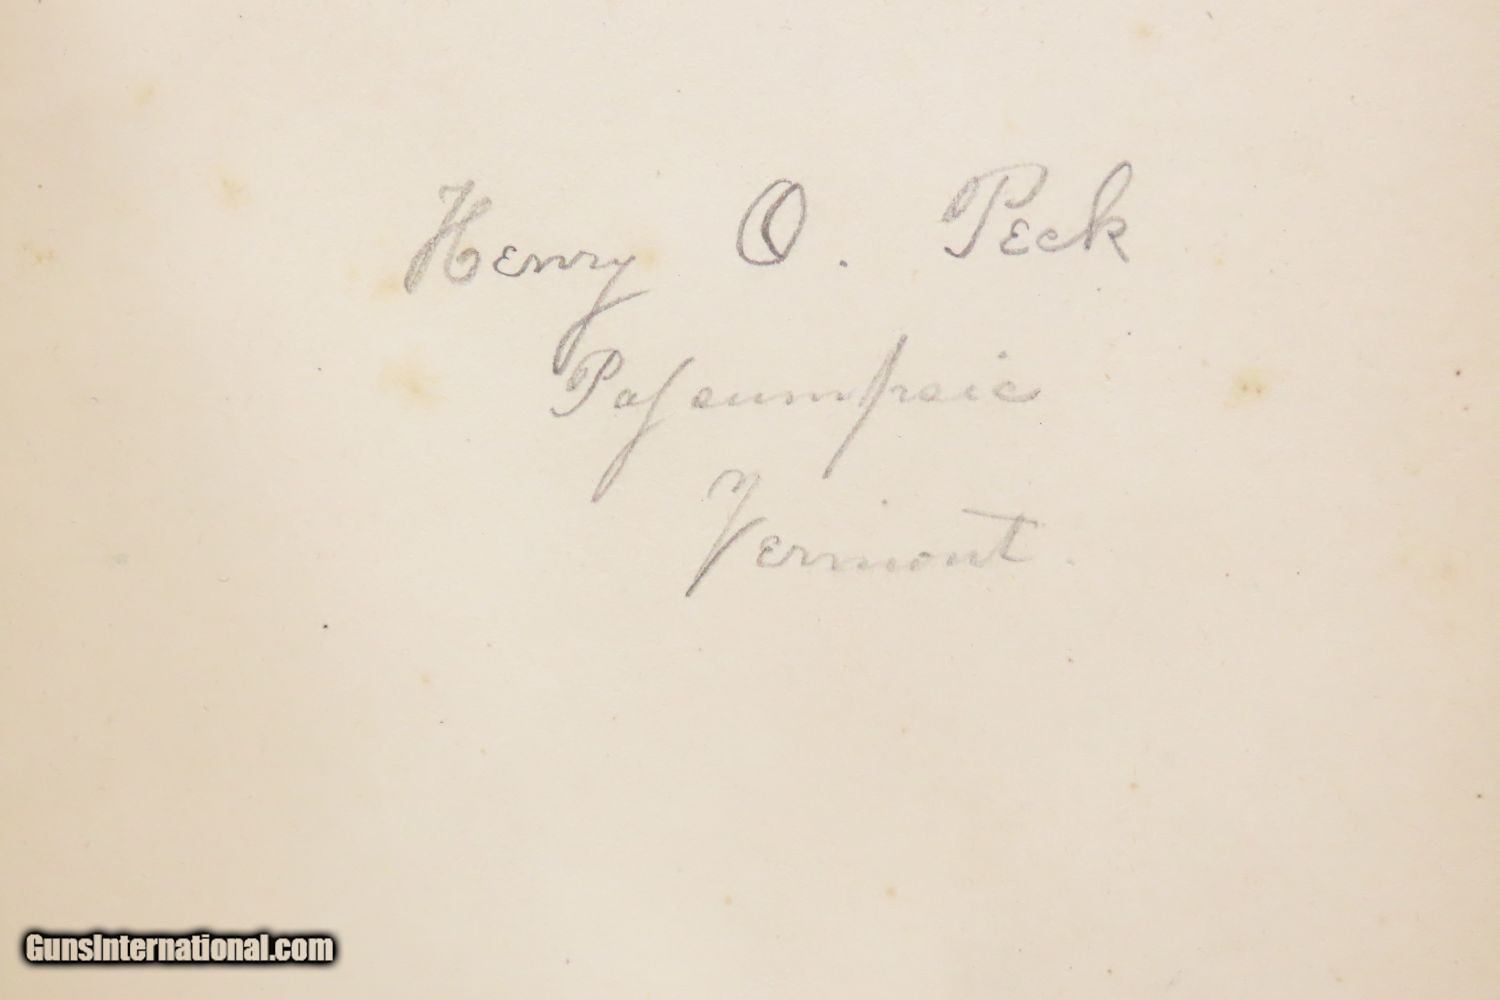 Henry O. Peck
Paſsumpsic
Vermont.
GunsInternational.com